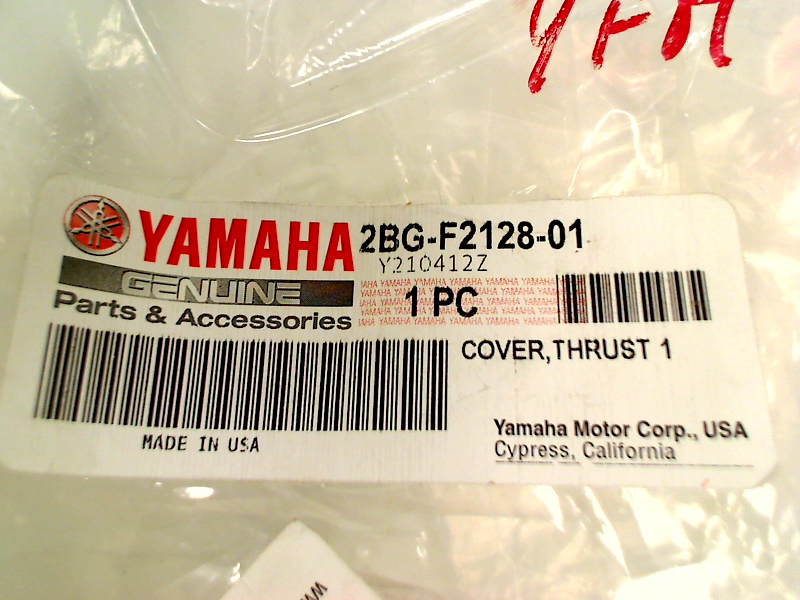 YFM
YAMAHA
GENUINE
Parts & Accessories
2BG-F2128-01
Y210412Z
1 PC
COVER,THRUST 1
MADE IN USA
Yamaha Motor Corp., USA
Cypress, California